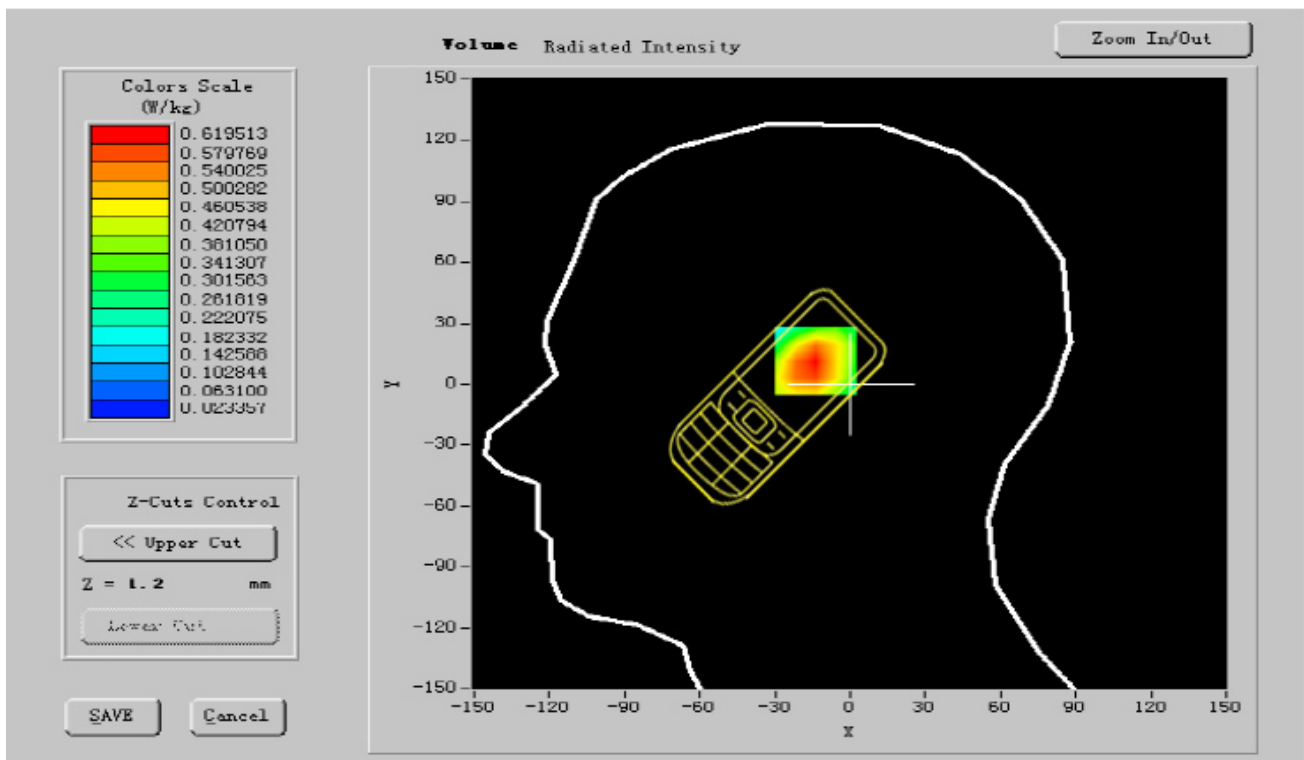 Volume Radiated Intensity
Zoom In/Out
Colors Scale
(W/kg)
0.619513
0.579769
0.540025
0.500282
0.460538
0.420794
0.381050
0.341307
0.301563
0.261819
0.222075
0.182332
0.142588
0.102844
0.063100
0.023357
Z-Cuts Control
<< Upper Cut
Z = 1.2 mm
Lower Cut
SAVE
Cancel
150
120
90
60
30
0
-30
-60
-90
-120
-150
Y
-150 -120 -90 -60 -30 0 30 60 90 120 150
X